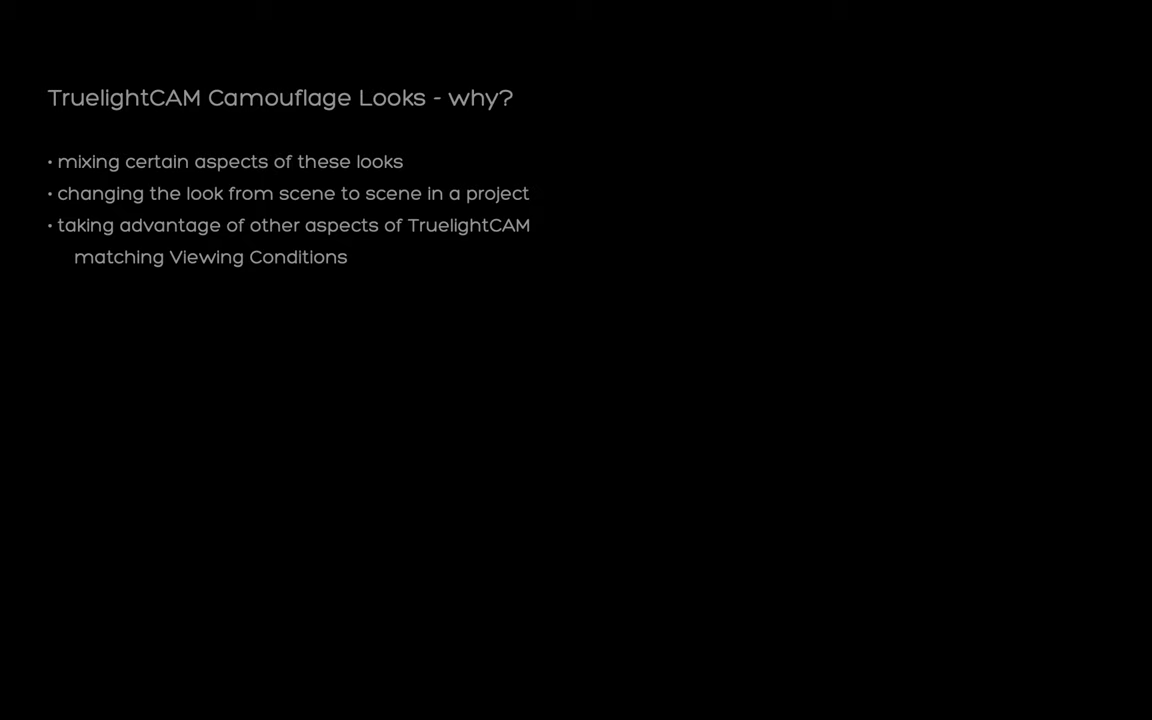 TruelightCAM Camouflage Looks - why?
• mixing certain aspects of these looks
• changing the look from scene to scene in a project
• taking advantage of other aspects of TruelightCAM
matching Viewing Conditions